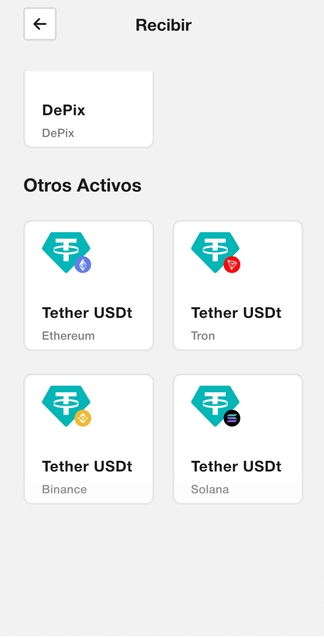 Recibir
DePix
DePix
Otros Activos
Tether USDt
Ethereum
Tether USDt
Tron
Tether USDt
Binance
Tether USDt
Solana